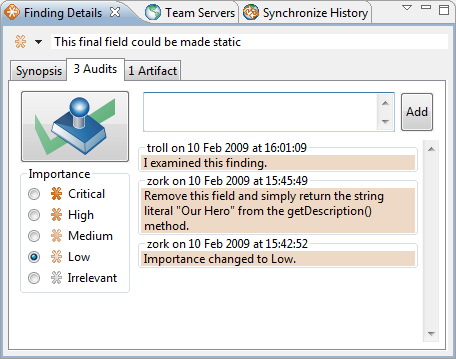 Finding Details
Team Servers
Synchronize History
This final field could be made static
Synopsis
3 Audits
1 Artifact
Add
Importance
Critical
High
Medium
Low
Irrelevant
troll on 10 Feb 2009 at 16:01:09
I examined this finding.
zork on 10 Feb 2009 at 15:45:49
Remove this field and simply return the string
literal "Our Hero" from the getDescription()
method.
zork on 10 Feb 2009 at 15:42:52
Importance changed to Low.